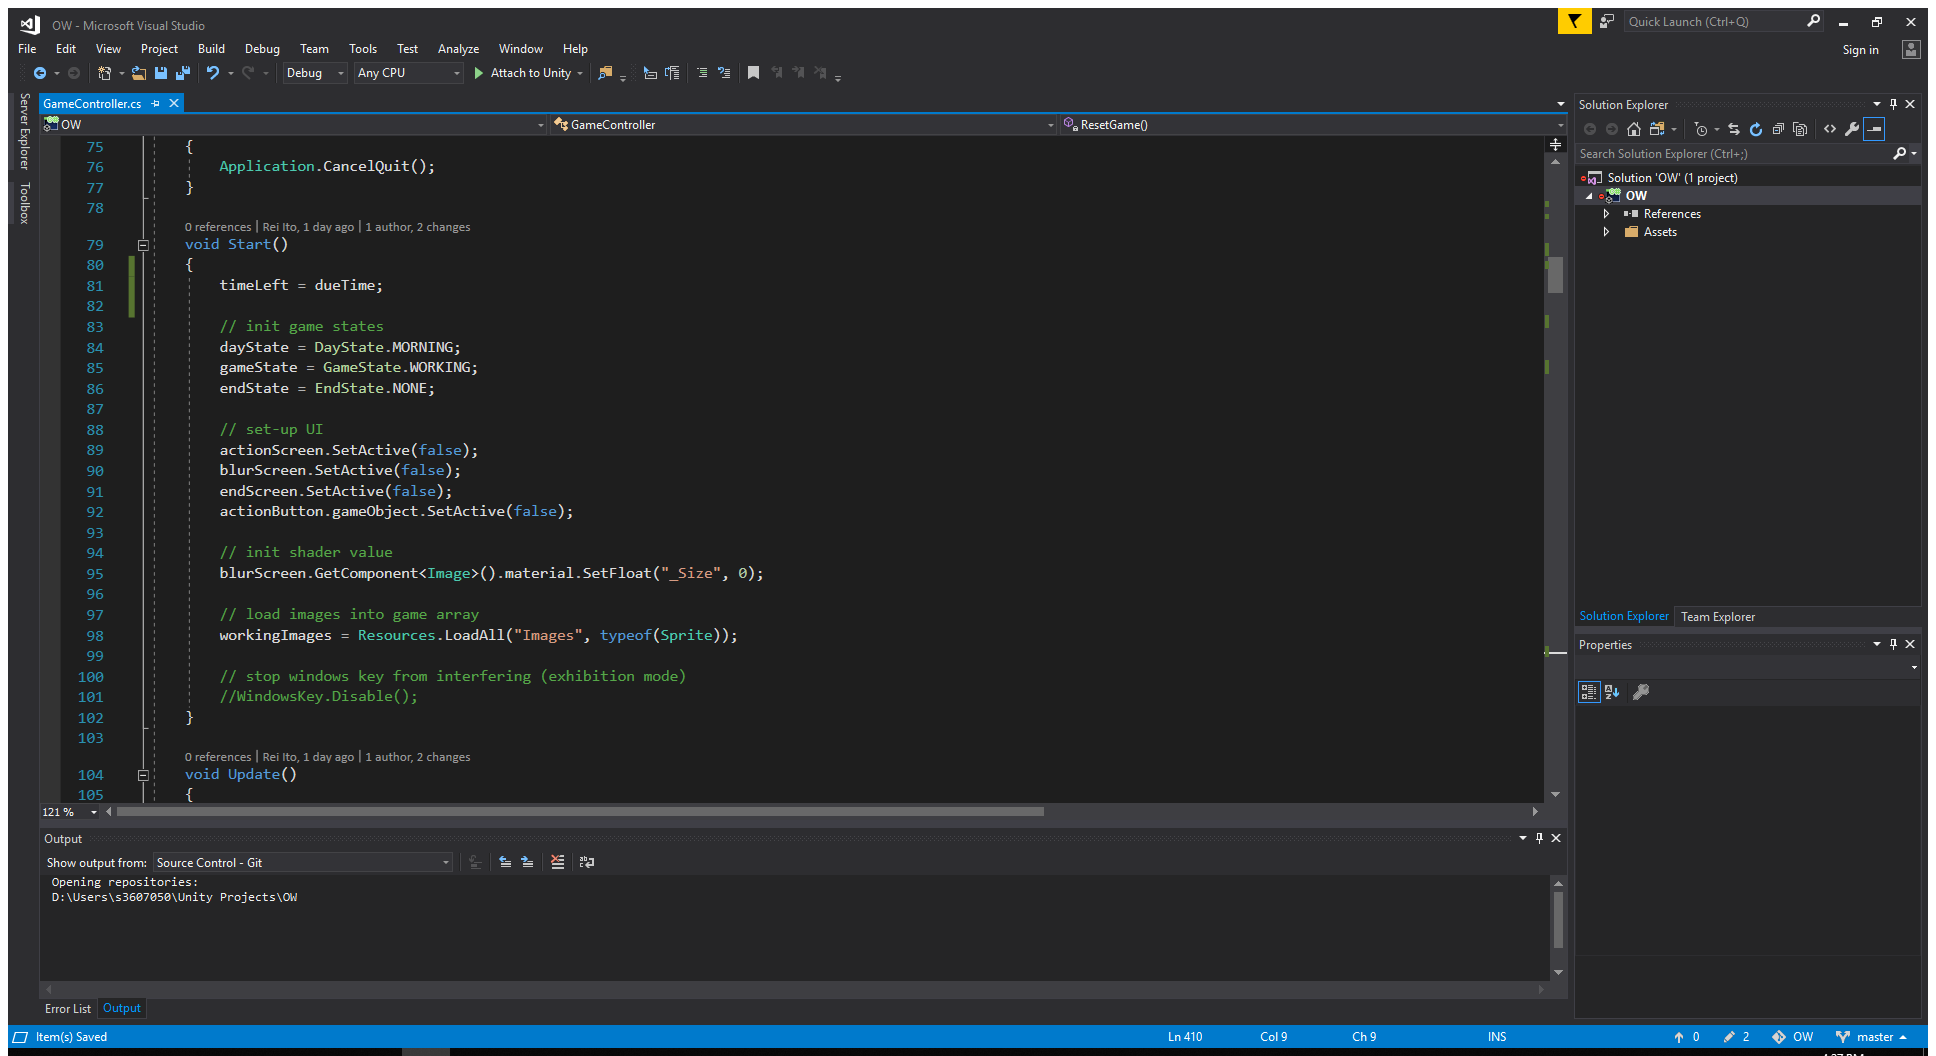 OW - Microsoft Visual Studio
Quick Launch (Ctrl+Q)
File Edit View Project Build Debug Team Tools Test Analyze Window Help
Sign in
Debug Any CPU Attach to Unity
Server Explorer
Toolbox
GameController.cs
OW GameController ResetGame()
75 {
76 Application.CancelQuit();
77 }
78
0 references | Rei Ito, 1 day ago | 1 author, 2 changes
79 void Start()
80 {
81 timeLeft = dueTime;
82
83 // init game states
84 dayState = DayState.MORNING;
85 gameState = GameState.WORKING;
86 endState = EndState.NONE;
87
88 // set-up UI
89 actionScreen.SetActive(false);
90 blurScreen.SetActive(false);
91 endScreen.SetActive(false);
92 actionButton.gameObject.SetActive(false);
93
94 // init shader value
95 blurScreen.GetComponent<Image>().material.SetFloat("_Size", 0);
96
97 // load images into game array
98 workingImages = Resources.LoadAll("Images", typeof(Sprite));
99
100 // stop windows key from interfering (exhibition mode)
101 //WindowsKey.Disable();
102 }
103
0 references | Rei Ito, 1 day ago | 1 author, 2 changes
104 void Update()
105 {
121 %
Output
Show output from: Source Control - Git
Opening repositories:
D:\Users\s3607050\Unity Projects\OW
Error List Output
Solution Explorer
Search Solution Explorer (Ctrl+;)
Solution 'OW' (1 project)
OW
References
Assets
Solution Explorer Team Explorer
Properties
Item(s) Saved Ln 410 Col 9 Ch 9 INS 0 2 OW master